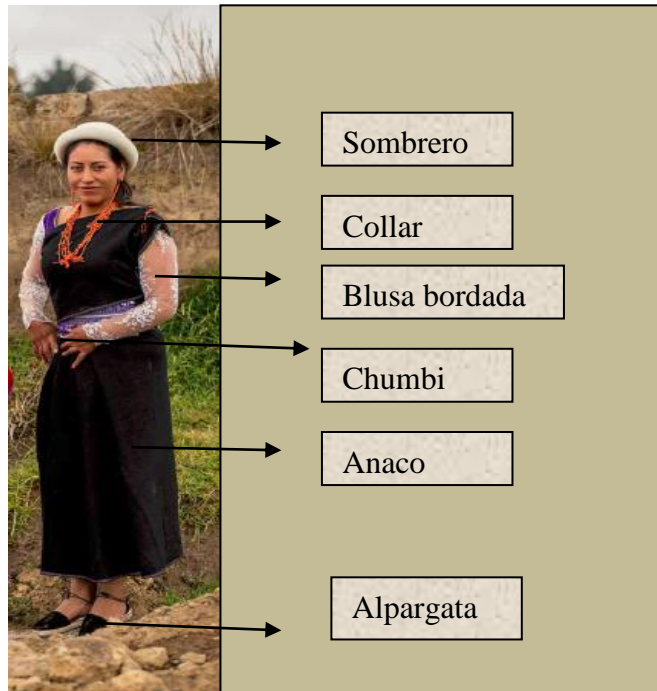 Sombrero
Collar
Blusa bordada
Chumbi
Anaco
Alpargata